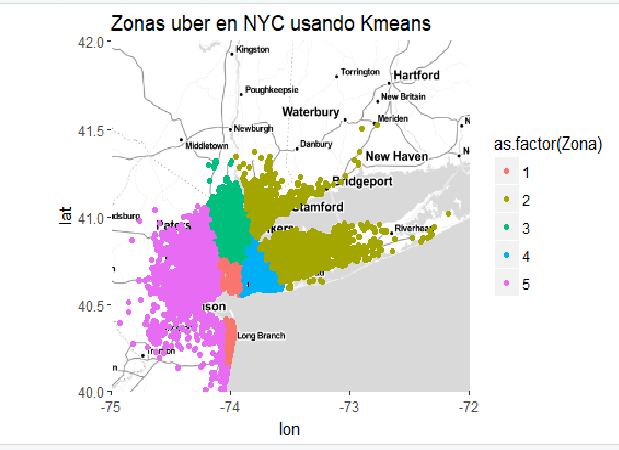 Zonas uber en NYC usando Kmeans
42.0
Kingston
Torrington
Hartford
Poughkeepsie
New Britain
Waterbury
Meriden
41.5
Newburgh
Middletown
Danbury
New Haven
as.factor(Zona)
1
2
3
4
5
Bridgeport
Stamford
41.0
Riverhead
lat
40.5
Long Branch
Trenton
40.0
-75
-74
-73
-72
lon